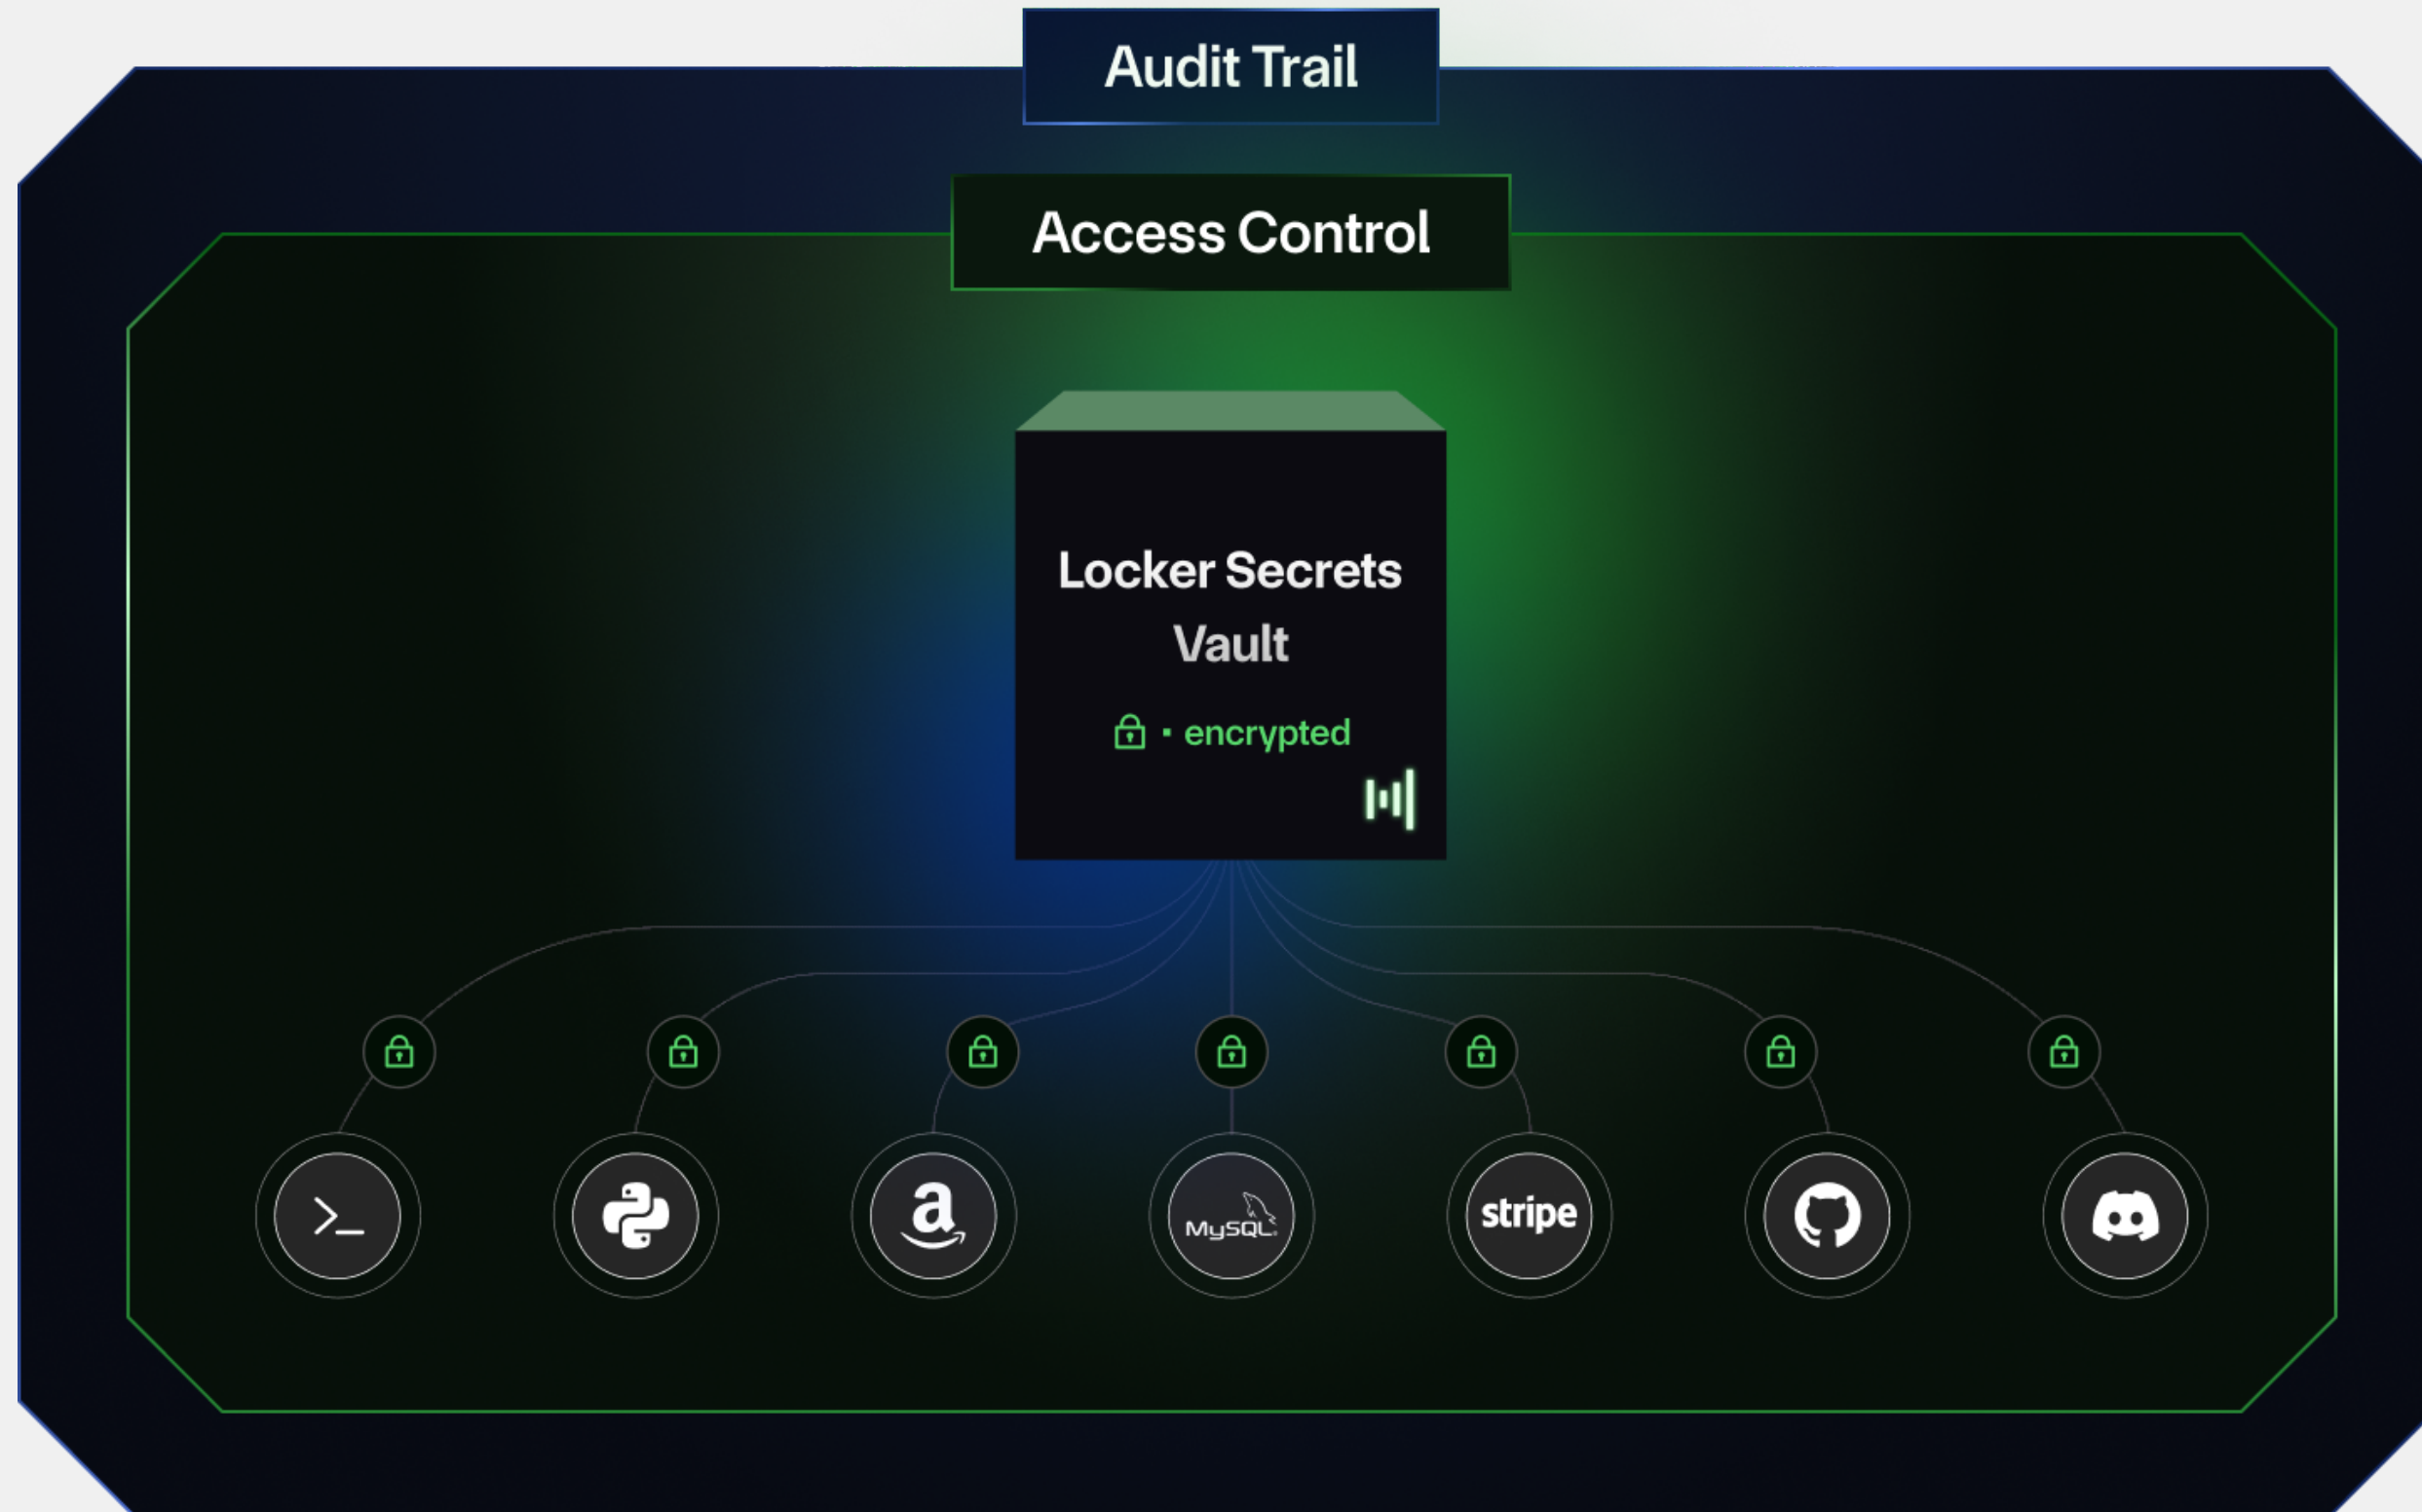 Audit Trail
Access Control
Locker Secrets
Vault
· encrypted
>_
a
MySQL®
stripe